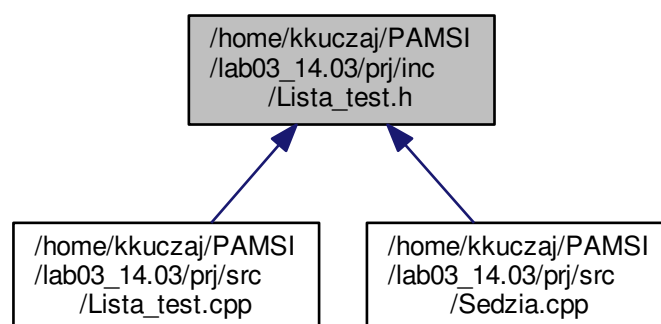 /home/kkuczaj/PAMSI
/lab03_14.03/prj/inc
/Lista_test.h
/home/kkuczaj/PAMSI
/lab03_14.03/prj/src
/Lista_test.cpp
/home/kkuczaj/PAMSI
/lab03_14.03/prj/src
/Sedzia.cpp